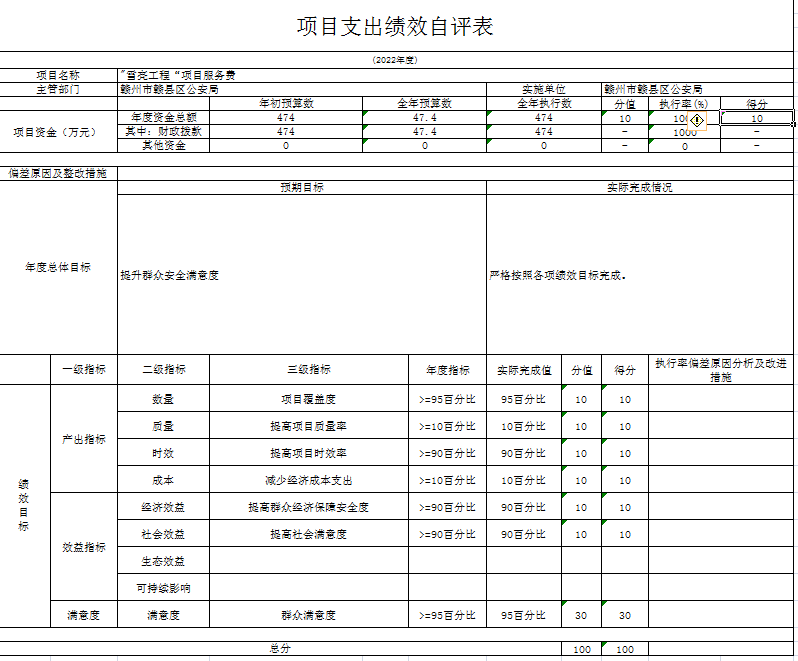 项目支出绩效自评表
(2022年度)
项目名称 "雪亮工程“项目服务费
主管部门 赣州市赣县区公安局 实施单位 赣州市赣县区公安局
项目资金（万元） 年初预算数 全年预算数 全年执行数 分值 执行率(%) 得分
年度资金总额 474 47.4 474 10 10
其中：财政拨款 474 47.4 474 - 1000 -
其他资金 0 0 0 - 0 -
偏差原因及整改措施
年度总体目标 预期目标 实际完成情况
提升群众安全满意度 严格按照各项绩效目标完成。
绩效目标 一级指标 二级指标 三级指标 年度指标 实际完成值 分值 得分 执行率偏差原因分析及改进措施
产出指标 数量 项目覆盖度 >=95百分比 95百分比 10 10
质量 提高项目质量率 >=10百分比 10百分比 10 10
时效 提高项目时效率 >=90百分比 90百分比 10 10
成本 减少经济成本支出 >=10百分比 10百分比 10 10
效益指标 经济效益 提高群众经济保障安全度 >=90百分比 90百分比 10 10
社会效益 提高社会满意度 >=90百分比 90百分比 10 10
生态效益
可持续影响
满意度 满意度 群众满意度 >=95百分比 95百分比 30 30
总分 100 100